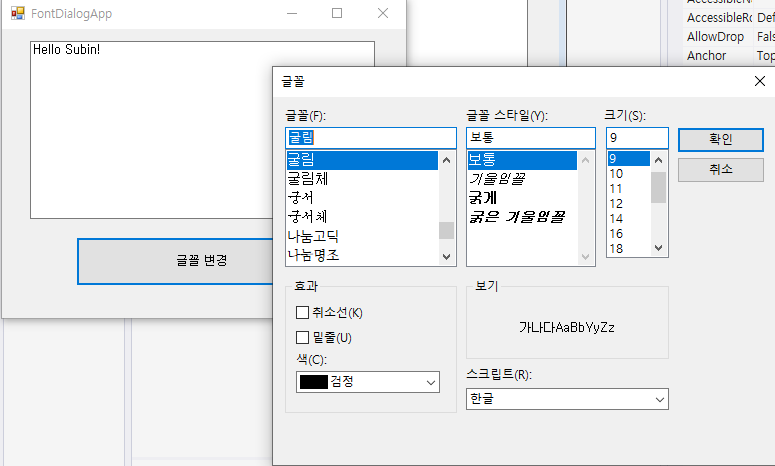 FontDialogApp
Hello Subin!
글꼴 변경
AccessibleRo Def
AllowDrop Fals
Anchor Top
글꼴
글꼴(F):
굴림
굴림
굴림체
궁서
궁서체
나눔고딕
나눔명조
글꼴 스타일(Y):
보통
보통
기울임꼴
굵게
굵은 기울임꼴
크기(S):
9
9
10
11
12
14
16
18
확인
취소
효과
취소선(K)
밑줄(U)
색(C):
검정
보기
가나다AaBbYyZz
스크립트(R):
한글